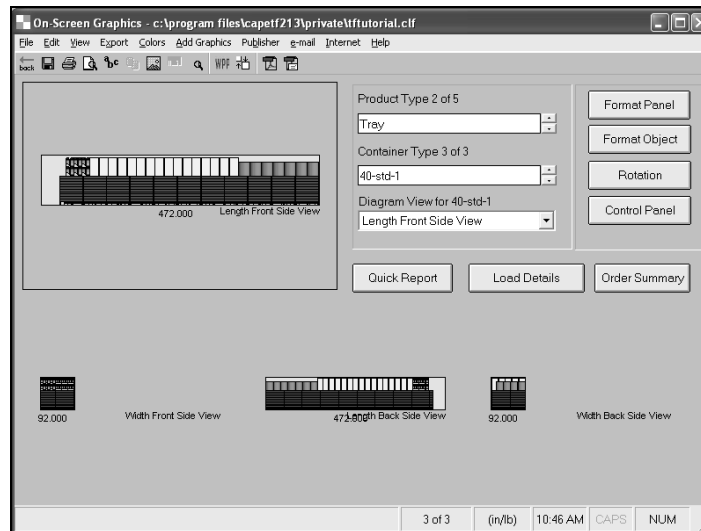 On-Screen Graphics - c:\program files\capetf213\private\tftutorial.clf
File Edit View Export Colors Add Graphics Publisher e-mail Internet Help
back abc WPF
Product Type 2 of 5
Tray
Container Type 3 of 3
40-std-1
Diagram View for 40-std-1
Length Front Side View
Format Panel
Format Object
Rotation
Control Panel
472.000 Length Front Side View
Quick Report Load Details Order Summary
92.000 Width Front Side View 472.000 Length Back Side View 92.000 Width Back Side View
3 of 3 (in/lb) 10:46 AM CAPS NUM